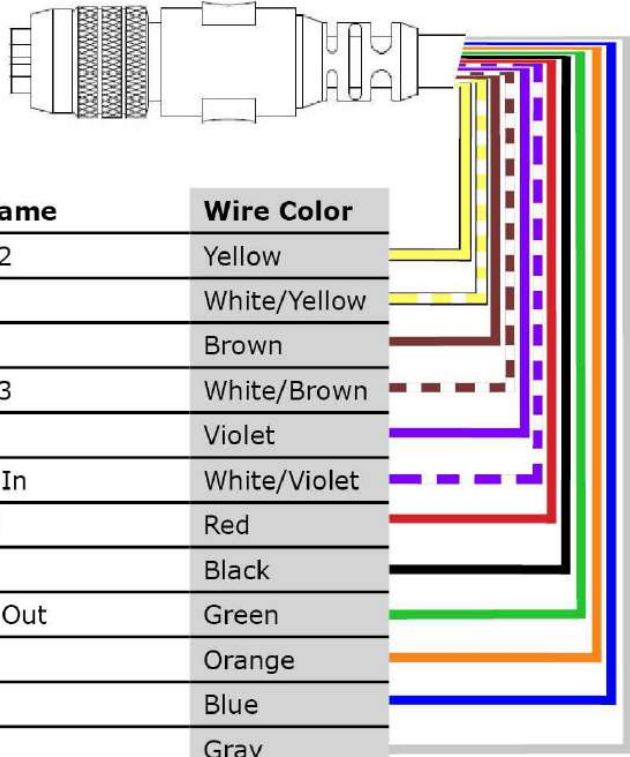 ame Wire Color
2 Yellow
White/Yellow
Brown
3 White/Brown
Violet
In White/Violet
Red
Black
Out Green
Orange
Blue
Gray